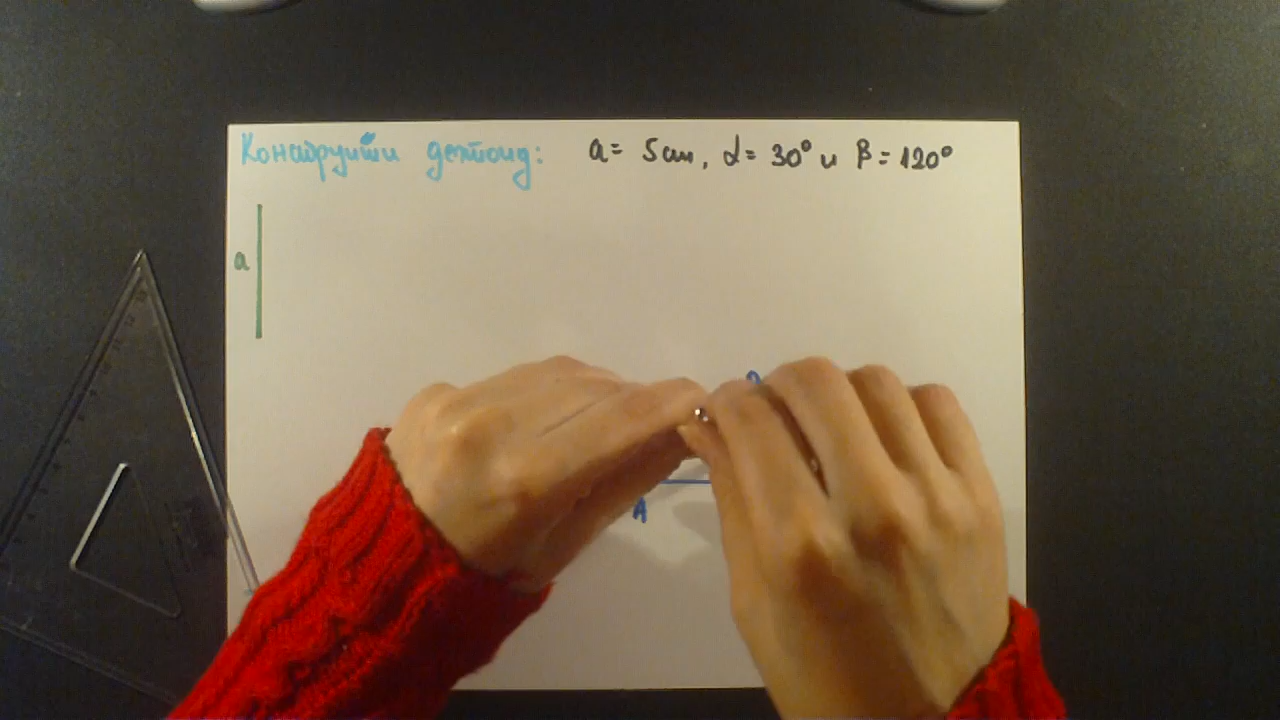 Конструиши делтоид: a= 5cm, α= 30° и β= 120°
a
A